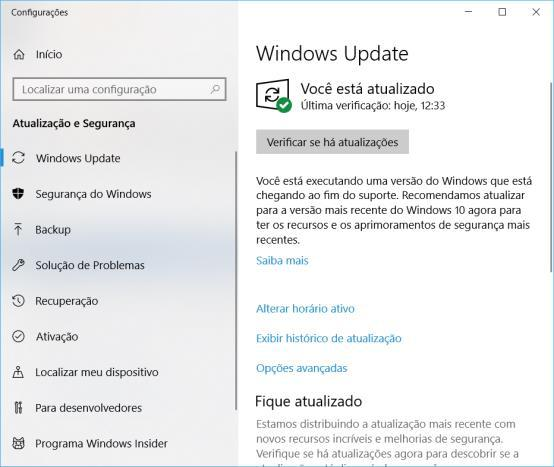 Configurações
Início
Localizar uma configuração
Atualização e Segurança
Windows Update
Segurança do Windows
Backup
Solução de Problemas
Recuperação
Ativação
Localizar meu dispositivo
Para desenvolvedores
Programa Windows Insider
Windows Update
Você está atualizado
Última verificação: hoje, 12:33
Verificar se há atualizações
Você está executando uma versão do Windows que está
chegando ao fim do suporte. Recomendamos atualizar
para a versão mais recente do Windows 10 agora para
ter os recursos e os aprimoramentos de segurança mais
recentes.
Saiba mais
Alterar horário ativo
Exibir histórico de atualização
Opções avançadas
Fique atualizado
Estamos distribuindo a atualização mais recente com
novos recursos incríveis e melhorias de segurança.
Verifique se há atualizações agora para descobrir se a